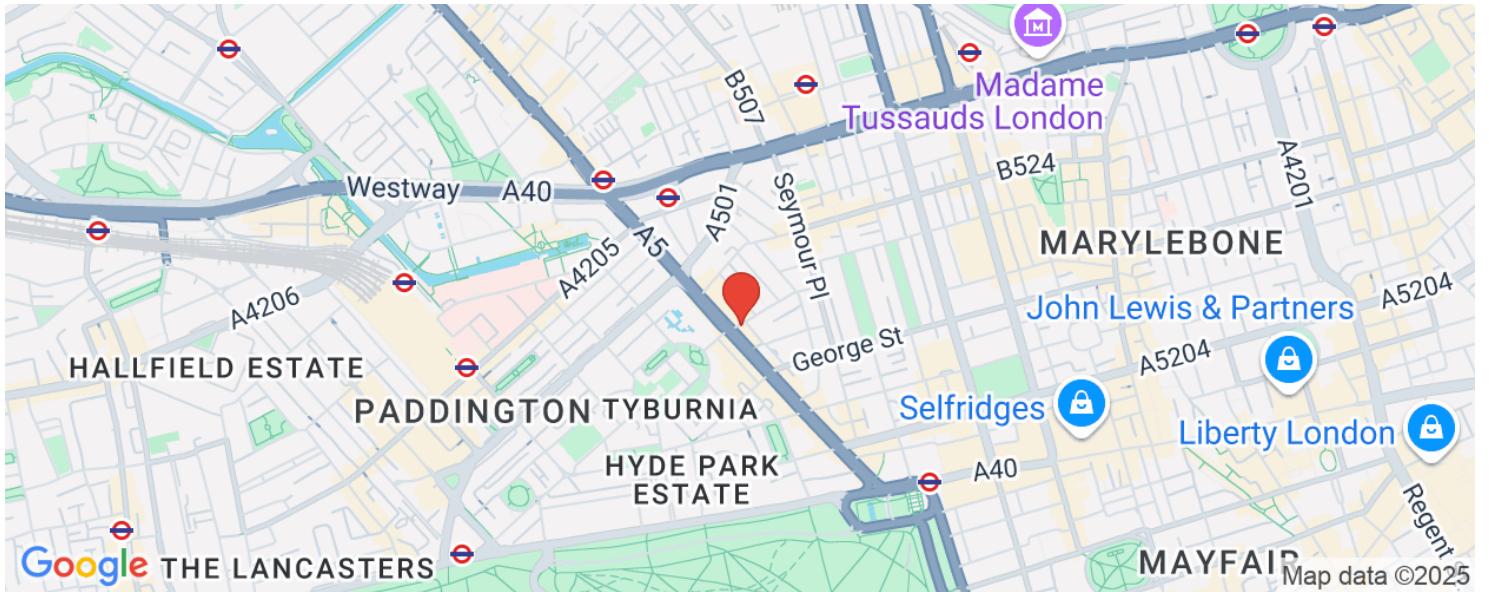 Madame
Tussauds London
B507
B524
A4201
Westway
A40
A501
Seymour Pl
A5
A4205
MARYLEBONE
A4206
A5204
John Lewis & Partners
George St
A5204
HALLFIELD ESTATE
PADDINGTON
TYBURNIA
Selfridges
Liberty London
HYDE PARK
ESTATE
A40
Regent
Google
THE LANCASTERS
MAYFAIR
Map data ©2025